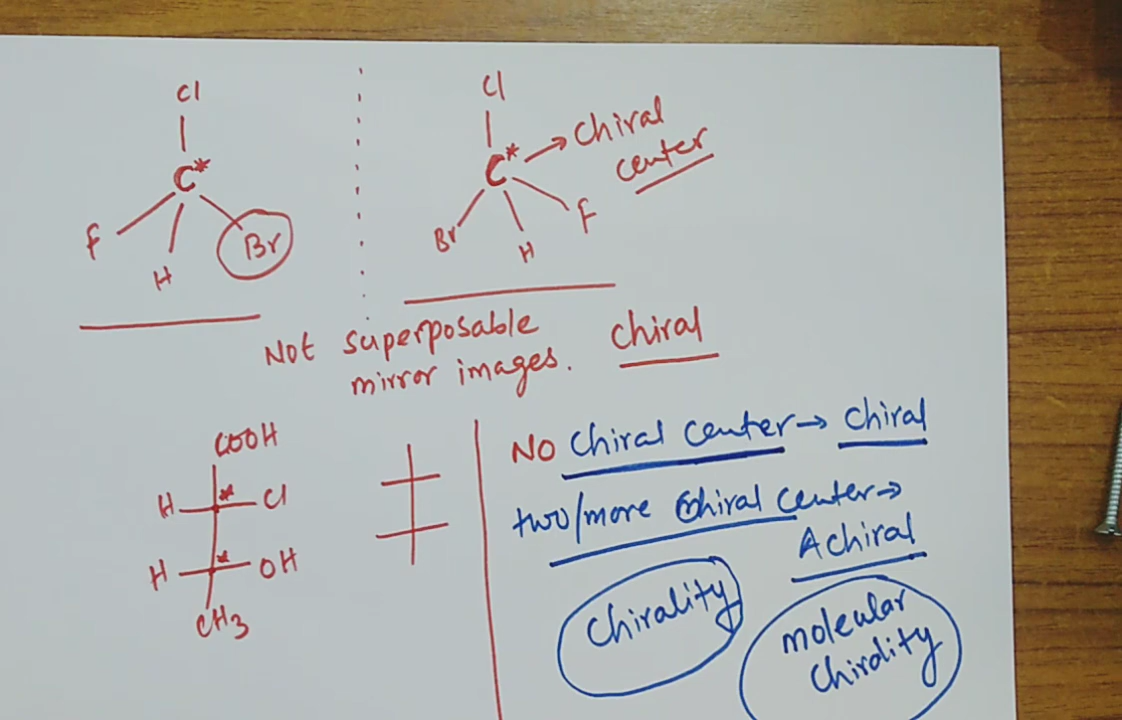 Cl
C*
F
H
Br
Cl
C* → Chiral
center
Br
H
F
Not superposable
mirror images.
Chiral
COOH
H * Cl
H * OH
CH3
NO Chiral Center → Chiral
two/more Chiral Center →
Achiral
Chirality
molecular
Chirality